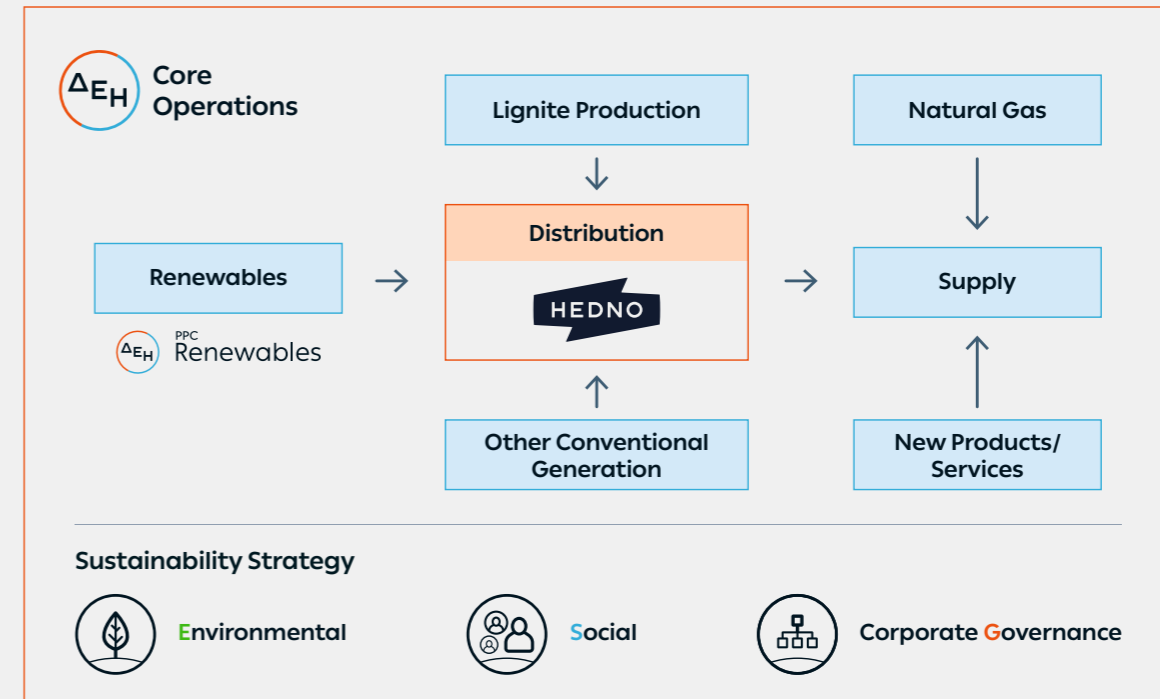 ΔEH
Core
Operations
Lignite Production
Natural Gas
Renewables
Distribution
HEDNO
Supply
ΔEH
PPC
Renewables
Other Conventional
Generation
New Products/
Services
Sustainability Strategy
Environmental
Social
Corporate Governance